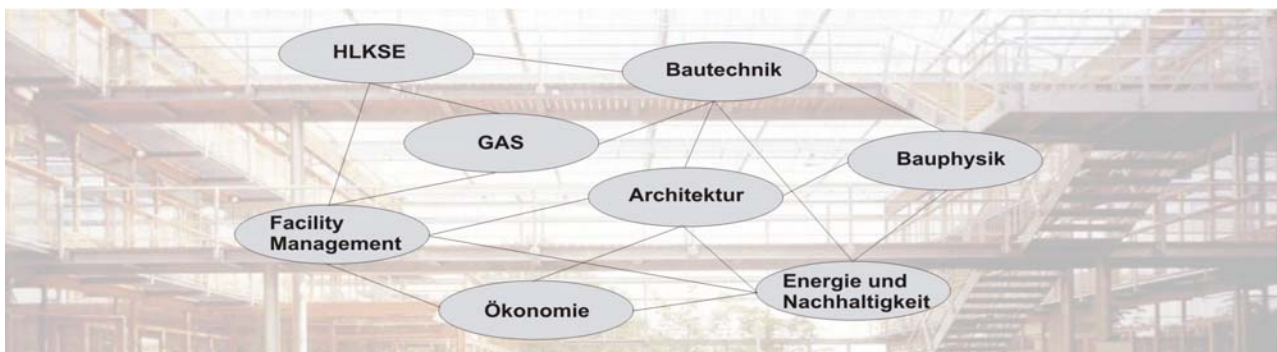 HLKSE
Bautechnik
GAS
Bauphysik
Architektur
Facility
Management
Energie und
Nachhaltigkeit
Ökonomie